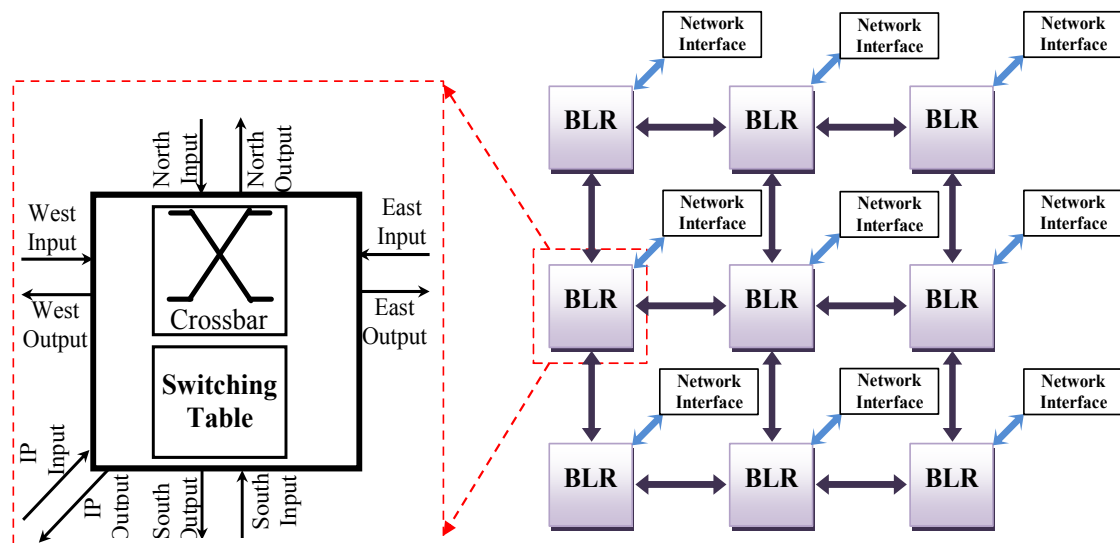 North
Input
North
Output
West
Input
West
Output
East
Input
East
Output
Crossbar
Switching
Table
IP
Input
IP
Output
South
Output
South
Input
Network
Interface
Network
Interface
Network
Interface
BLR
BLR
BLR
Network
Interface
Network
Interface
Network
Interface
BLR
BLR
BLR
Network
Interface
Network
Interface
Network
Interface
BLR
BLR
BLR